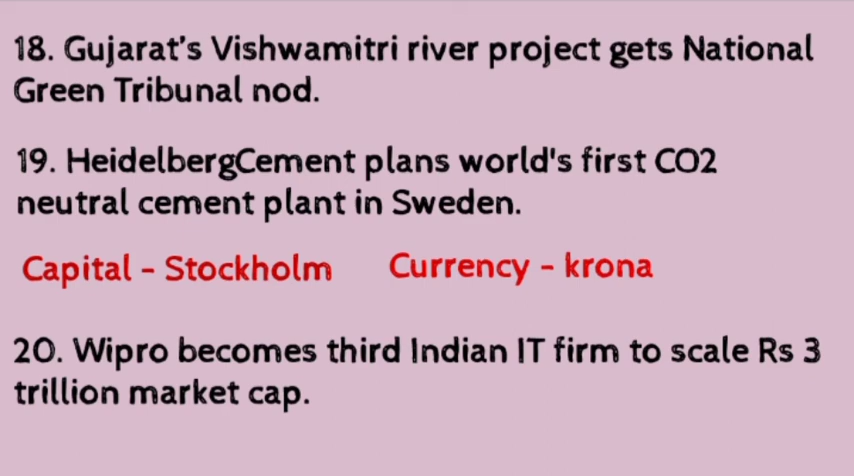 18. Gujarat's Vishwamitri river project gets National
Green Tribunal nod.
19. HeidelbergCement plans world's first CO2
neutral cement plant in Sweden.
Capital - Stockholm Currency - krona
20. Wipro becomes third Indian IT firm to scale Rs 3
trillion market cap.